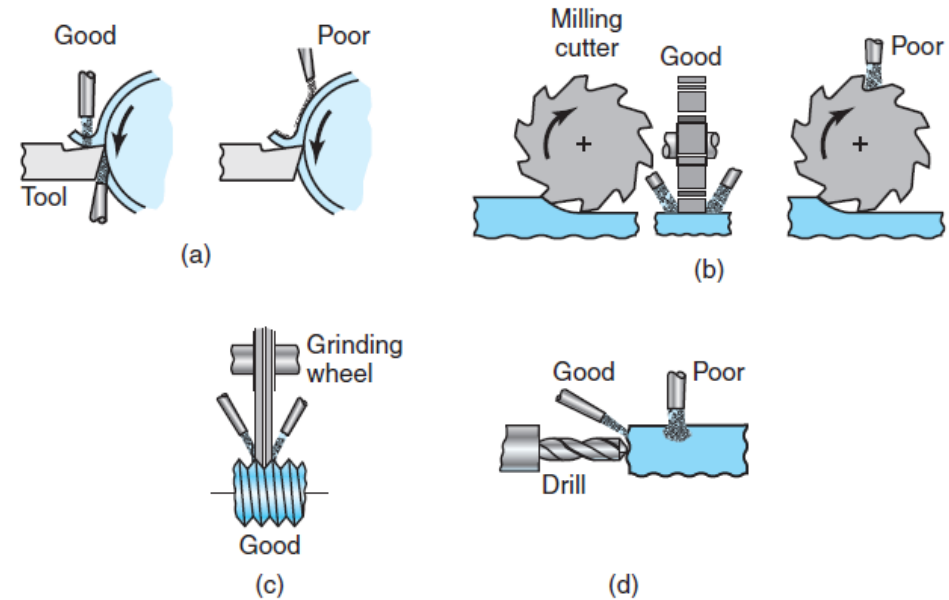 Good
Poor
Tool
(a)
Milling
cutter
Good
Poor
(b)
Grinding
wheel
Good
(c)
Good
Poor
Drill
(d)